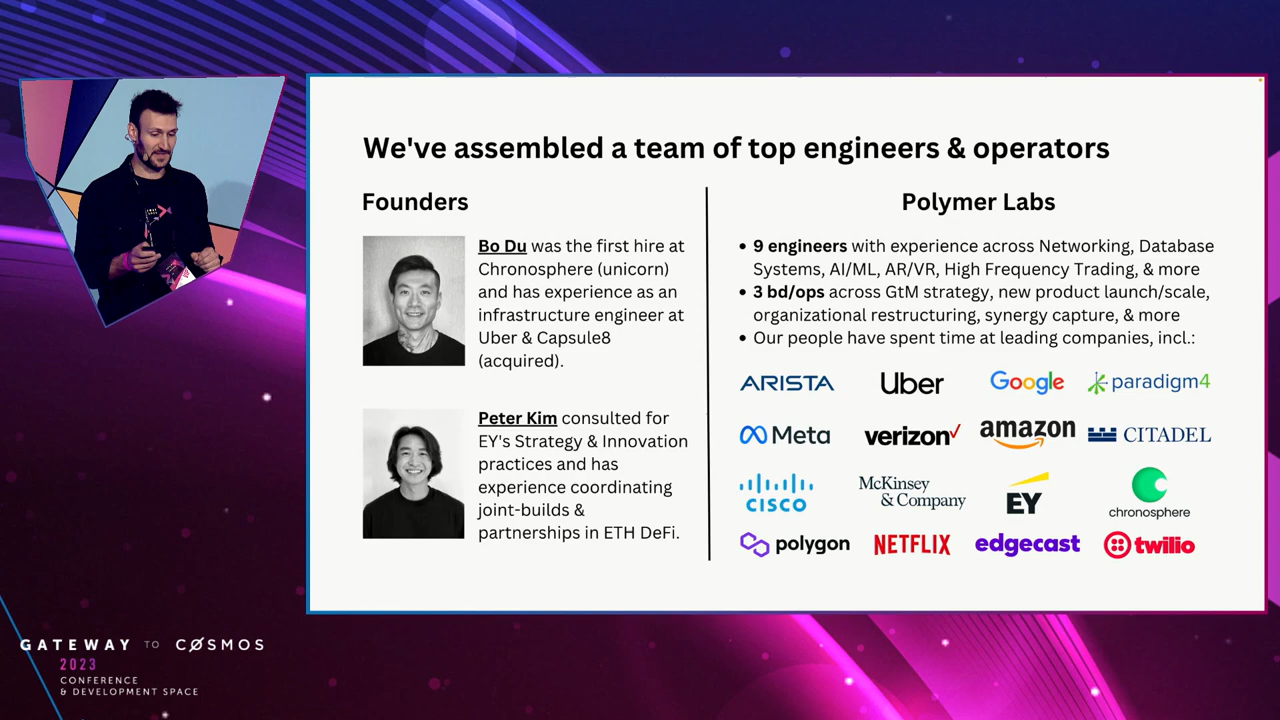 We've assembled a team of top engineers & operators
Founders
Bo Du was the first hire at
Chronosphere (unicorn)
and has experience as an
infrastructure engineer at
Uber & Capsule8
(acquired).
Peter Kim consulted for
EY's Strategy & Innovation
practices and has
experience coordinating
joint-builds &
partnerships in ETH DeFi.
Polymer Labs
• 9 engineers with experience across Networking, Database
Systems, AI/ML, AR/VR, High Frequency Trading, & more
• 3 bd/ops across GtM strategy, new product launch/scale,
organizational restructuring, synergy capture, & more
• Our people have spent time at leading companies, incl.:
ARISTA Uber Google paradigm4
Meta verizon amazon CITADEL
CISCO McKinsey & Company EY chronosphere
polygon NETFLIX edgecast twilio
GATEWAY TO CØSMOS
2023
CONFERENCE
& DEVELOPMENT SPACE